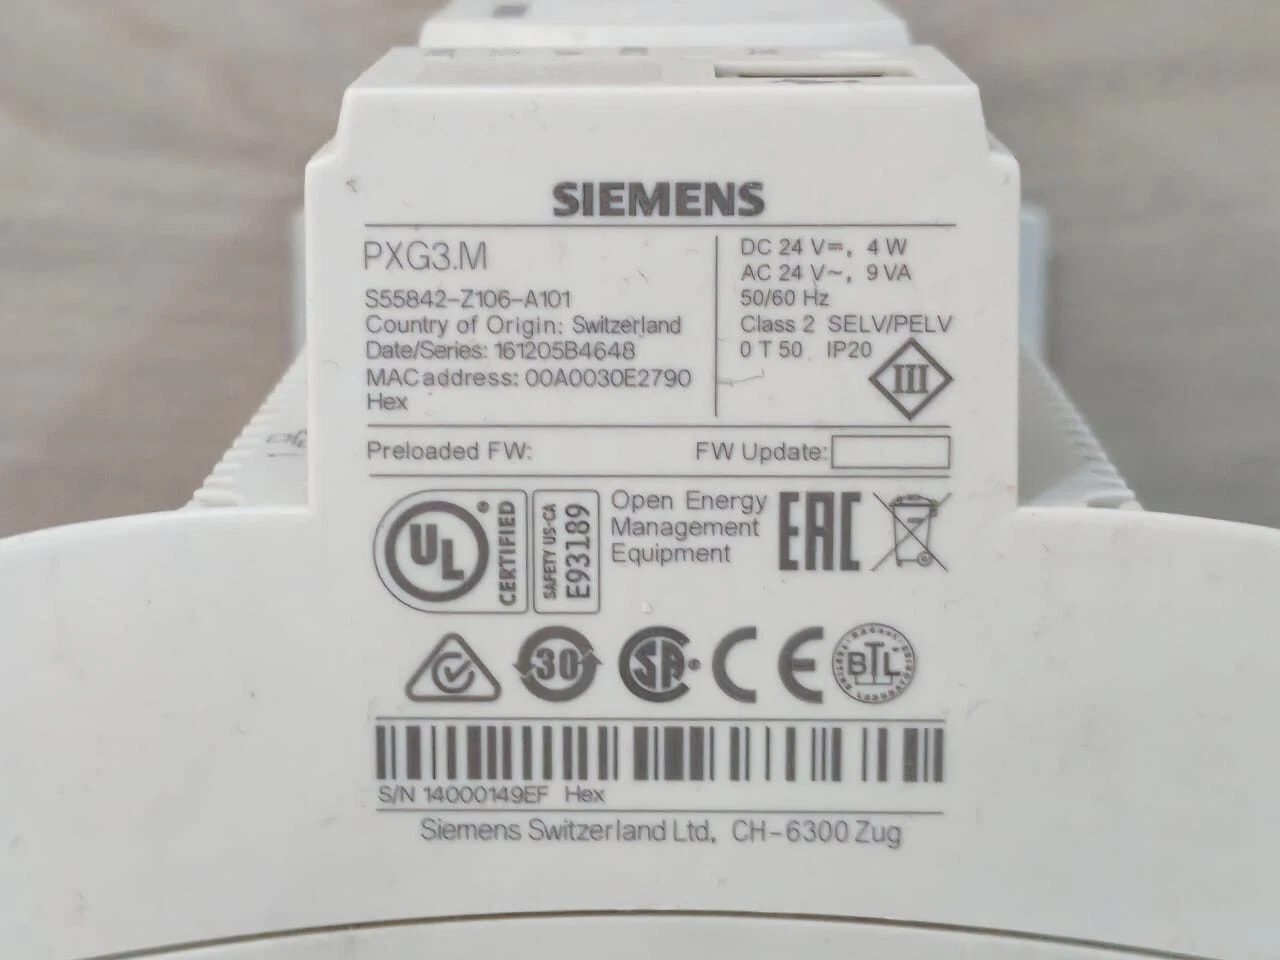 SIEMENS
PXG3.M
S55842-Z106-A101
Country of Origin: Switzerland
Date/Series: 161205B4648
MAC address: 00A0030E2790
Hex
DC 24 V⎓, 4 W
AC 24 V~, 9 VA
50/60 Hz
Class 2 SELV/PELV
0 T 50 IP20
III
Preloaded FW:
FW Update:
UL ®
CERTIFIED
SAFETY US-CA
E93189
Open Energy
Management
Equipment
EAC
30
SA
CE
BTL
S/N 14000149EF Hex
Siemens Switzerland Ltd, CH-6300 Zug